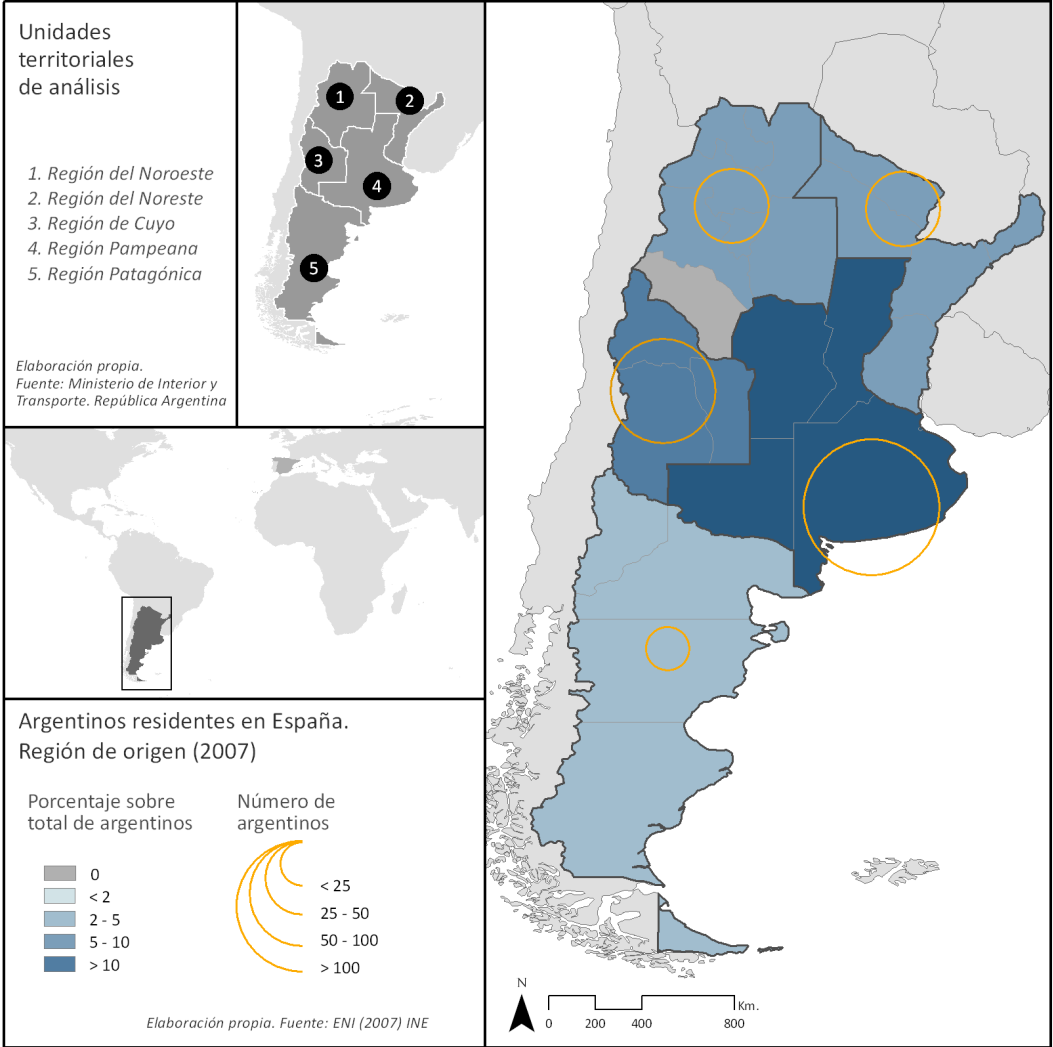 Unidades
territoriales
de análisis
1. Región del Noroeste
2. Región del Noreste
3. Región de Cuyo
4. Región Pampeana
5. Región Patagónica
Elaboración propia.
Fuente: Ministerio de Interior y
Transporte. República Argentina
1
2
3
4
5
Argentinos residentes en España.
Región de origen (2007)
Porcentaje sobre
total de argentinos
0
< 2
2 - 5
5 - 10
> 10
Número de
argentinos
< 25
25 - 50
50 - 100
> 100
Elaboración propia. Fuente: ENI (2007) INE
N
Km.
0 200 400 800